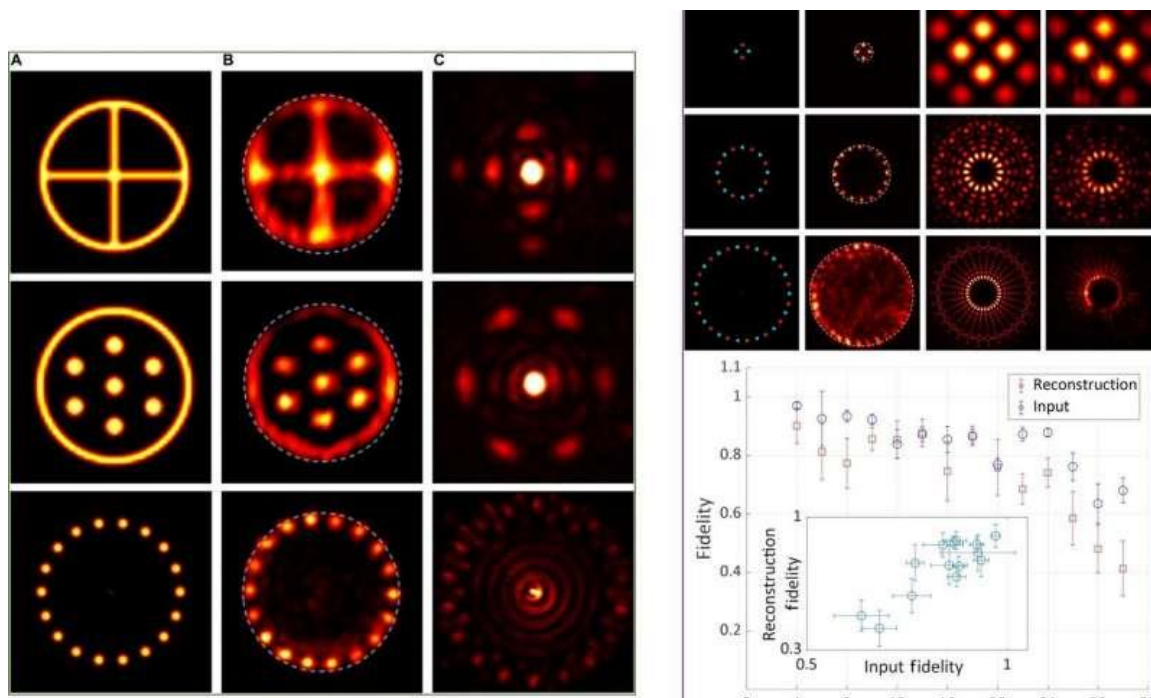 A B C
1.1
1
0.8
0.6
0.4
0.2
Fidelity
Reconstruction
Input
1
0.3
Reconstruction
fidelity
0.5
1
Input fidelity